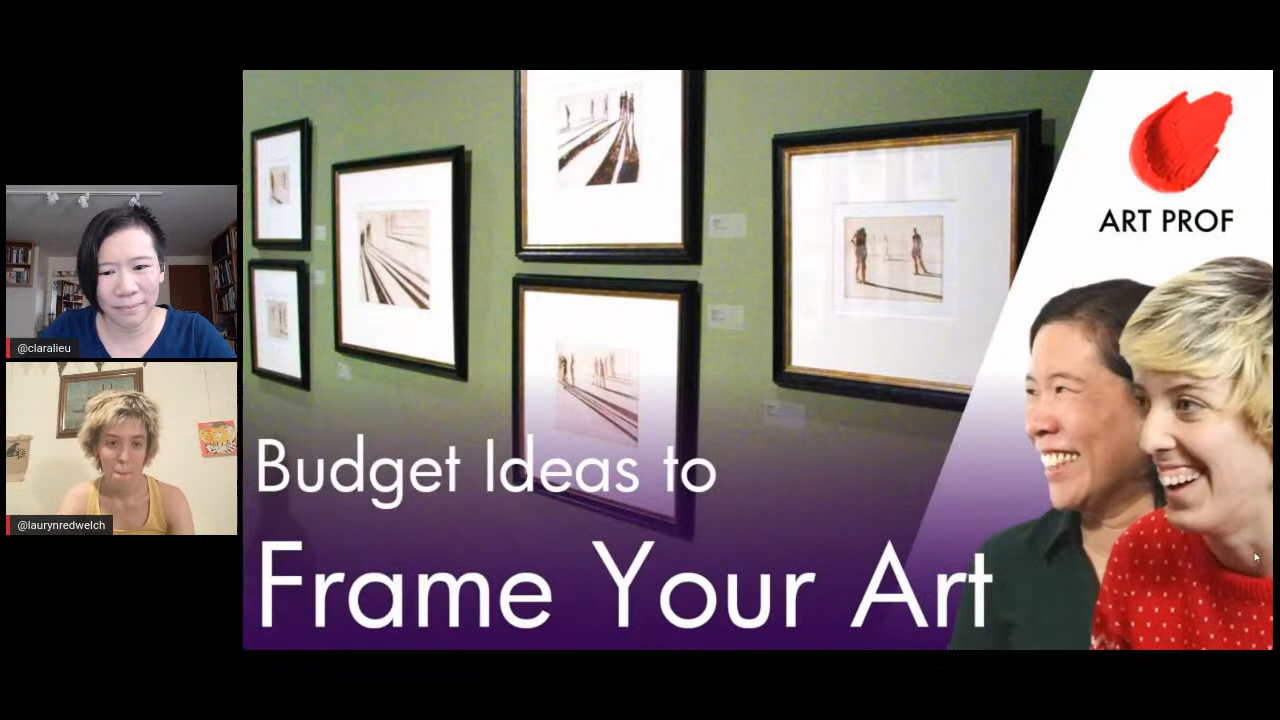 @claralieu
@laurynredwelch
Budget Ideas to
Frame Your Art
ART PROF